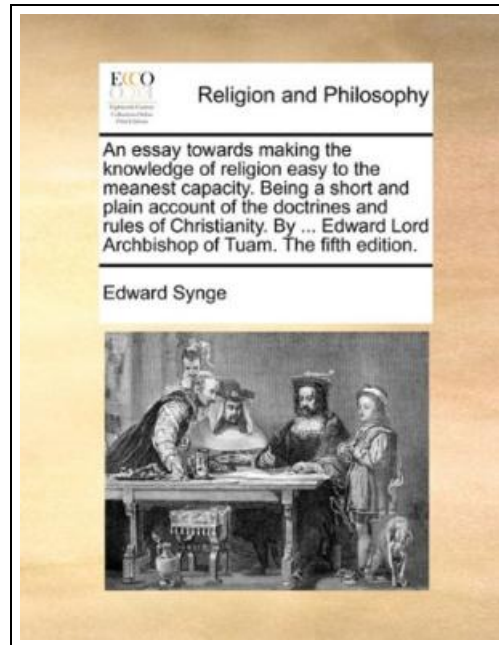 ECCO
Religion and Philosophy
An essay towards making the
knowledge of religion easy to the
meanest capacity. Being a short and
plain account of the doctrines and
rules of Christianity. By ... Edward Lord
Archbishop of Tuam. The fifth edition.
Edward Synge